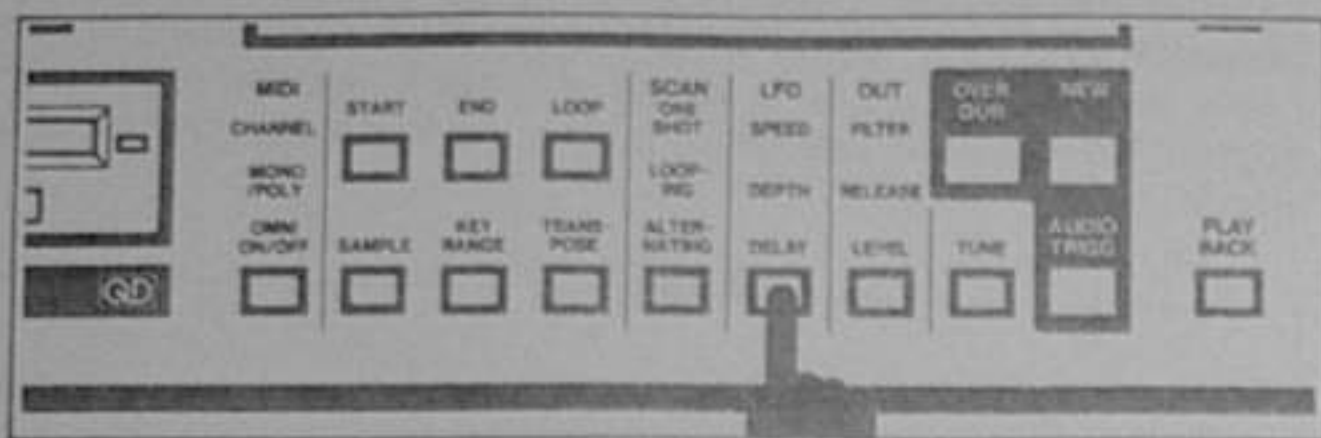 MIDI
CHANNEL
MONO
/POLY
OMNI
ON/OFF
START
END
LOOP
SAMPLE
KEY
RANGE
TRANS-
POSE
SCAN
ONE
SHOT
LOOP-
ING
ALTER-
NATING
LFO
SPEED
DEPTH
DELAY
OUT
FILTER
RELEASE
LEVEL
TUNE
OVER
DUB
NEW
AUDIO
TRIGG
PLAY
BACK
QD